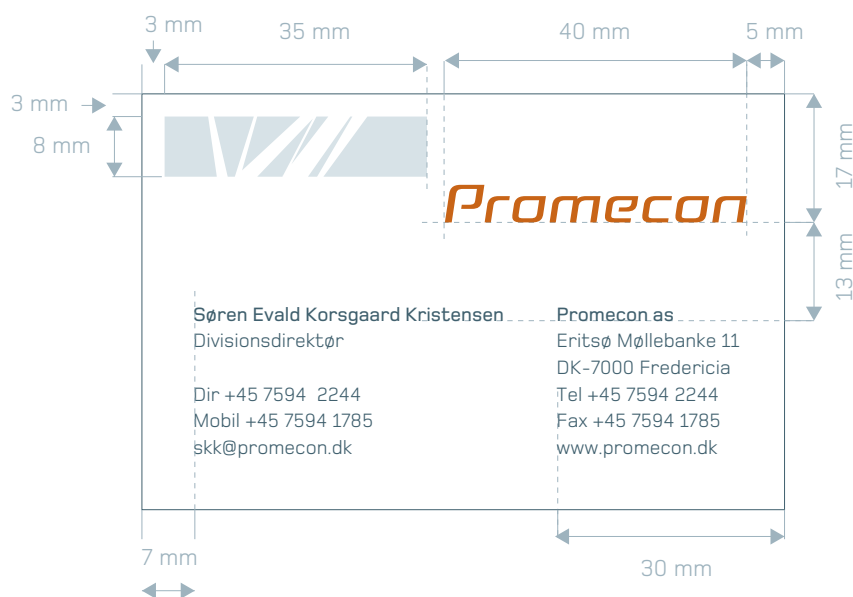 3 mm
35 mm
40 mm
5 mm
3 mm
8 mm
17 mm
Promecon
13 mm
Søren Evald Korsgaard Kristensen
Divisionsdirektør
Dir +45 7594  2244
Mobil +45 7594 1785
skk@promecon.dk
Promecon as
Eritsø Møllebanke 11
DK-7000 Fredericia
Tel +45 7594 2244
Fax +45 7594 1785
www.promecon.dk
7 mm
30 mm